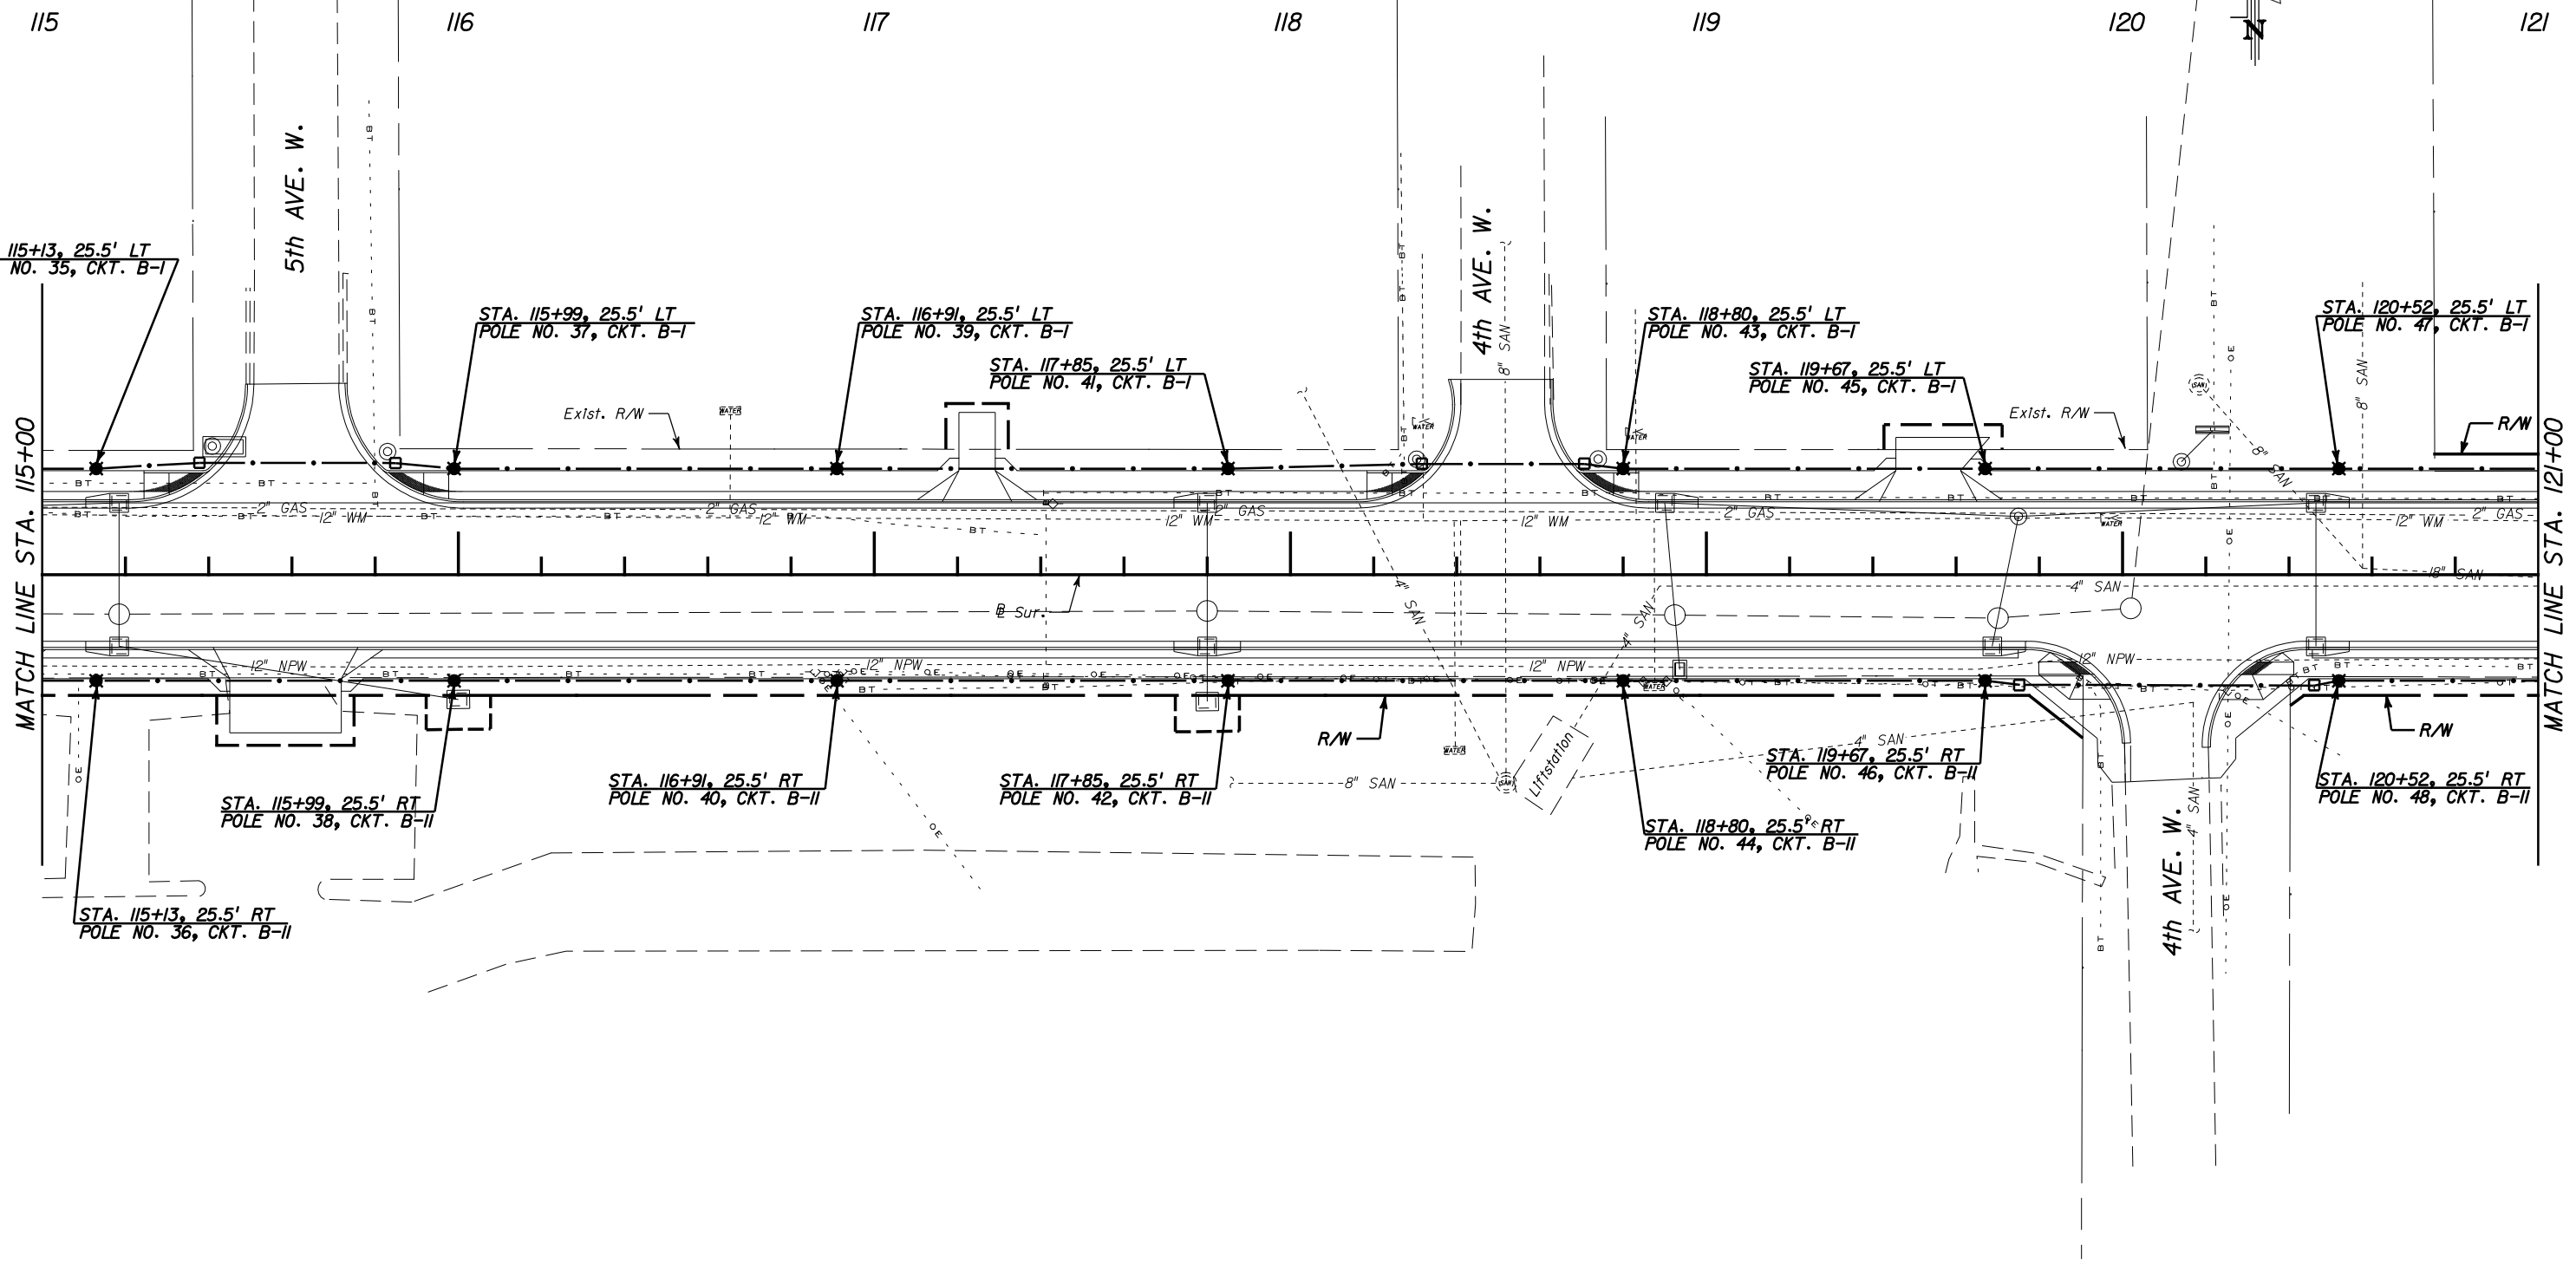 115
116
117
118
119
120
121
N
5th AVE. W.
4th AVE. W.
115+13, 25.5' LT
NO. 35, CKT. B-I
STA. 115+99, 25.5' LT
POLE NO. 37, CKT. B-I
STA. 116+91, 25.5' LT
POLE NO. 39, CKT. B-I
STA. 117+85, 25.5' LT
POLE NO. 41, CKT. B-I
STA. 118+80, 25.5' LT
POLE NO. 43, CKT. B-I
STA. 119+67, 25.5' LT
POLE NO. 45, CKT. B-I
STA. 120+52, 25.5' LT
POLE NO. 47, CKT. B-I
Exist. R/W
Exist. R/W
R/W
WATER
WATER
WATER
WATER
8" SAN
8" SAN
8" SAN
SAN
MATCH LINE STA. 115+00
MATCH LINE STA. 121+00
2" GAS
12" WM
2" GAS
12" WM
12" WM
2" GAS
12" WM
2" GAS
12" WM
2" GAS
18" SAN
4" SAN
4" SAN
4" SAN
B Sur.
12" NPW
12" NPW
12" NPW
12" NPW
WATER
WATER
R/W
R/W
8" SAN
SAN
Liftstation
4" SAN
4" SAN
STA. 119+67, 25.5' RT
POLE NO. 46, CKT. B-II
STA. 116+91, 25.5' RT
POLE NO. 40, CKT. B-II
STA. 117+85, 25.5' RT
POLE NO. 42, CKT. B-II
STA. 120+52, 25.5' RT
POLE NO. 48, CKT. B-II
STA. 115+99, 25.5' RT
POLE NO. 38, CKT. B-II
STA. 118+80, 25.5' RT
POLE NO. 44, CKT. B-II
4th AVE. W.
STA. 115+13, 25.5' RT
POLE NO. 36, CKT. B-II